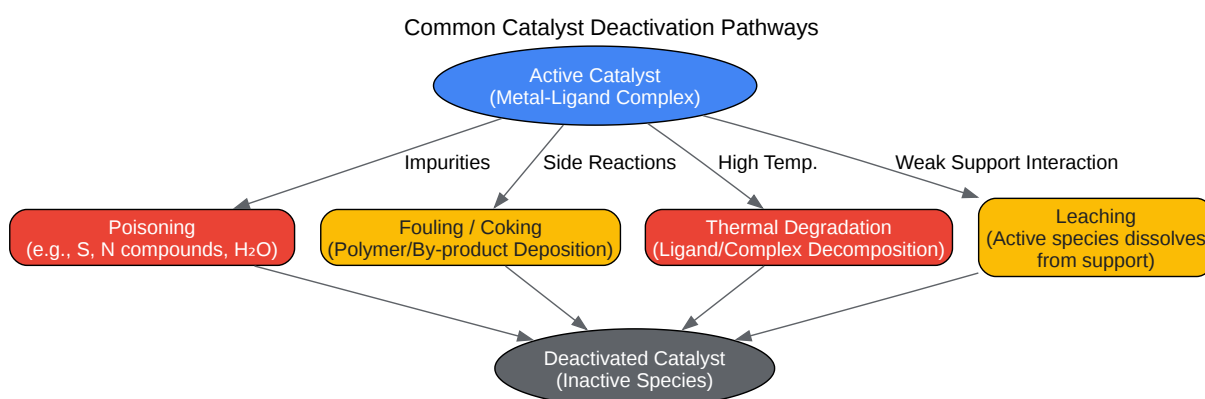 Common Catalyst Deactivation Pathways
Active Catalyst
(Metal-Ligand Complex)
Impurities
Side Reactions
High Temp.
Weak Support Interaction
Poisoning
(e.g., S, N compounds, H₂O)
Fouling / Coking
(Polymer/By-product Deposition)
Thermal Degradation
(Ligand/Complex Decomposition)
Leaching
(Active species dissolves
from support)
Deactivated Catalyst
(Inactive Species)